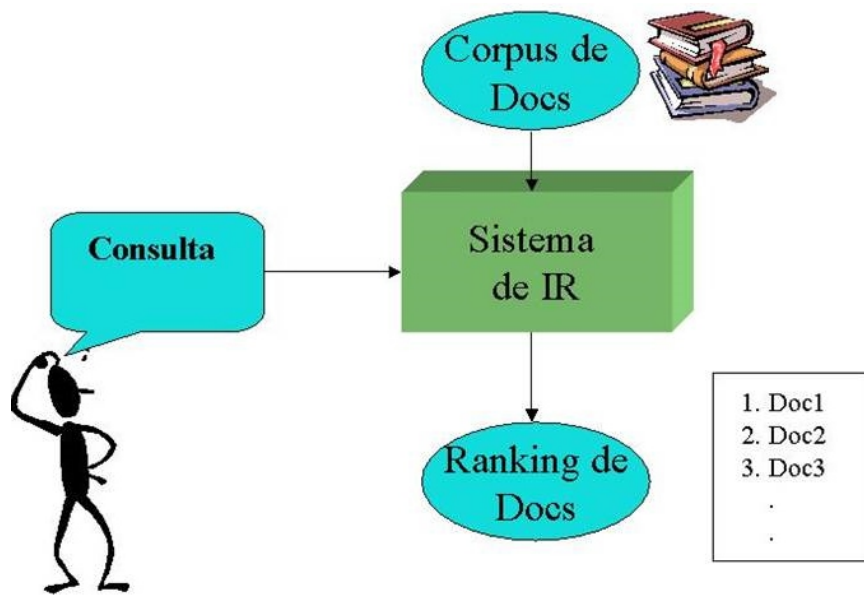 Corpus de
Docs
Consulta
Sistema
de IR
Ranking de
Docs
1. Doc1
2. Doc2
3. Doc3
.
.